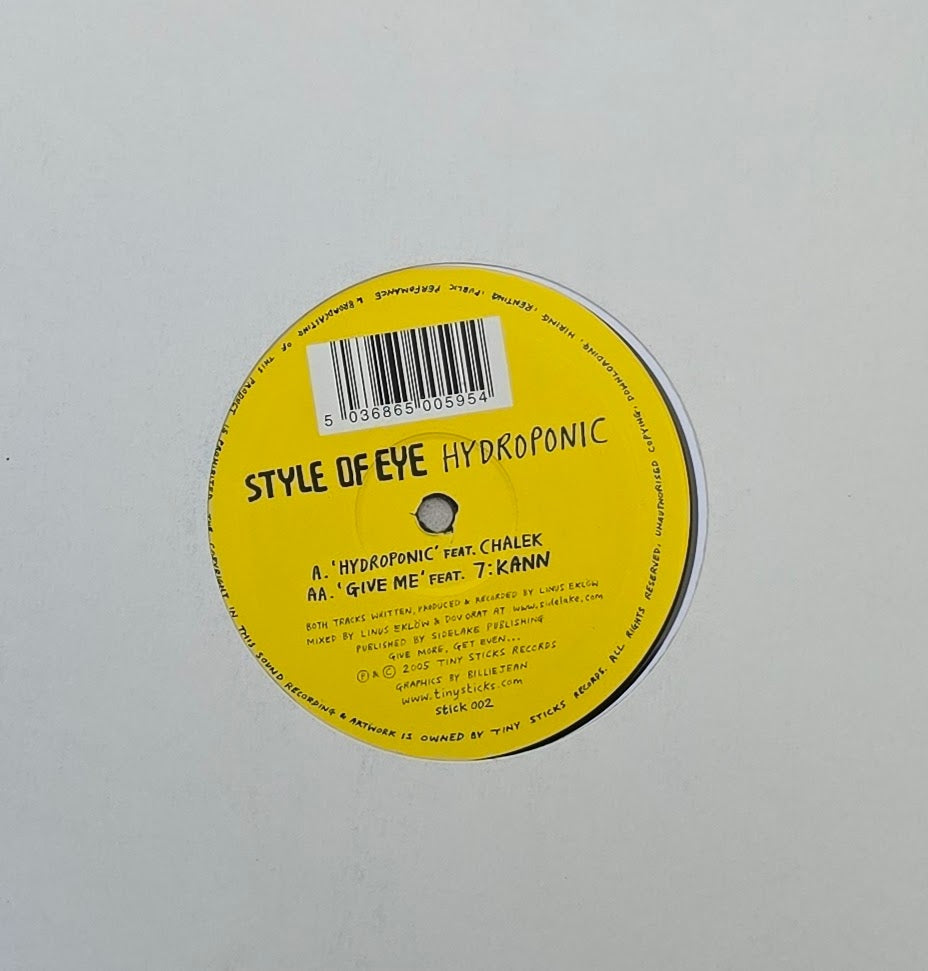 5 036865 005954
STYLE OF EYE HYDROPONIC
A. 'HYDROPONIC' FEAT. CHALEK
AA. 'GIVE ME' FEAT. 7:KANN
BOTH TRACKS WRITTEN, PRODUCED & RECORDED BY LINUS EKLÖW
MIXED BY LINUS EKLÖW & DOV ORAT AT www.sidelake.com
PUBLISHED BY SIDELAKE PUBLISHING
GIVE MORE, GET EVEN...
Ⓟ & © 2005 TINY STICKS RECORDS
GRAPHICS BY BILLIEJEAN
www.tinysticks.com
stick 002
THE COPYRIGHT IN THIS SOUND RECORDING & ARTWORK IS OWNED BY TINY STICKS RECORDS. ALL RIGHTS RESERVED. UNAUTHORISED COPYING, DOWNLOADING, HIRING, RENTING, PUBLIC PERFOMANCE & BROADCASTING OF THIS PRODUCT IS PROHIBITED